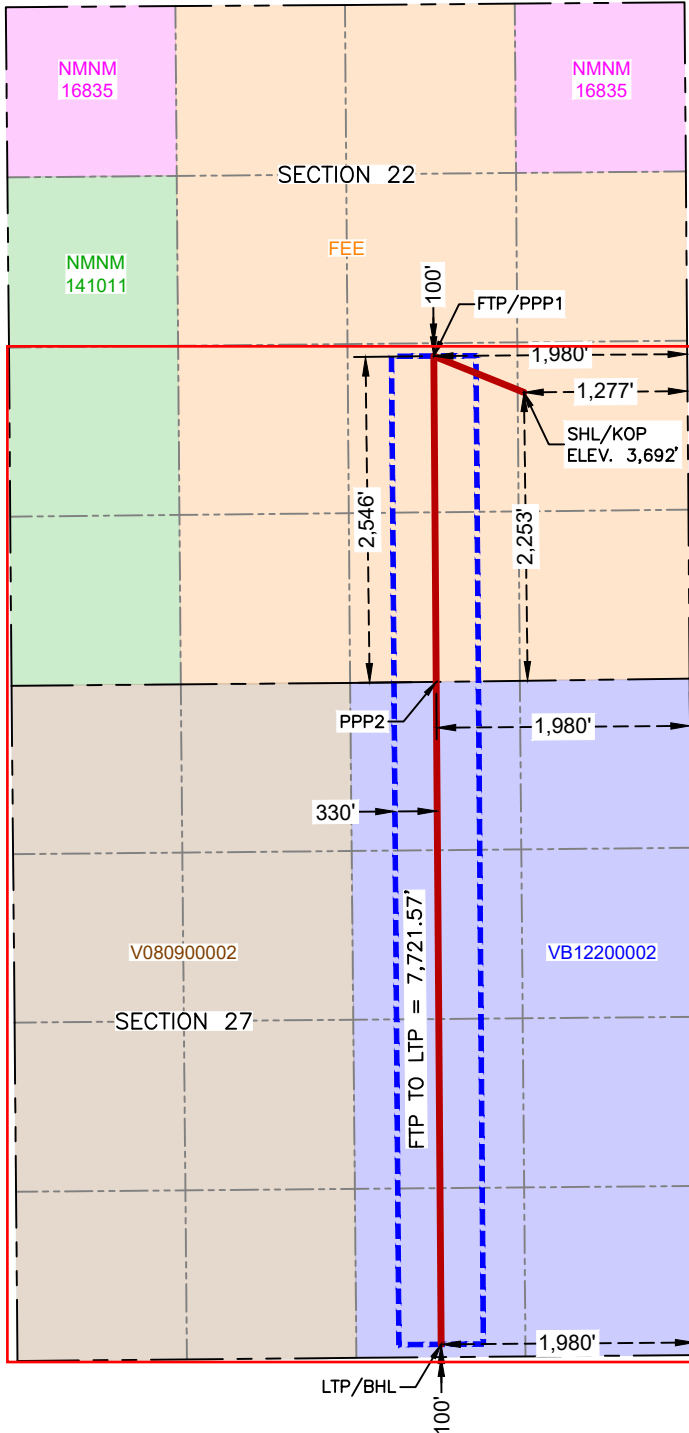 NMNM
16835
NMNM
16835
SECTION 22
NMNM
141011
FEE
100'
FTP/PPP1
1,980'
1,277'
SHL/KOP
ELEV. 3,692'
2,546'
2,253'
PPP2
1,980'
330'
FTP TO LTP = 7,721.57'
V080900002
VB12200002
SECTION 27
1,980'
LTP/BHL
100'